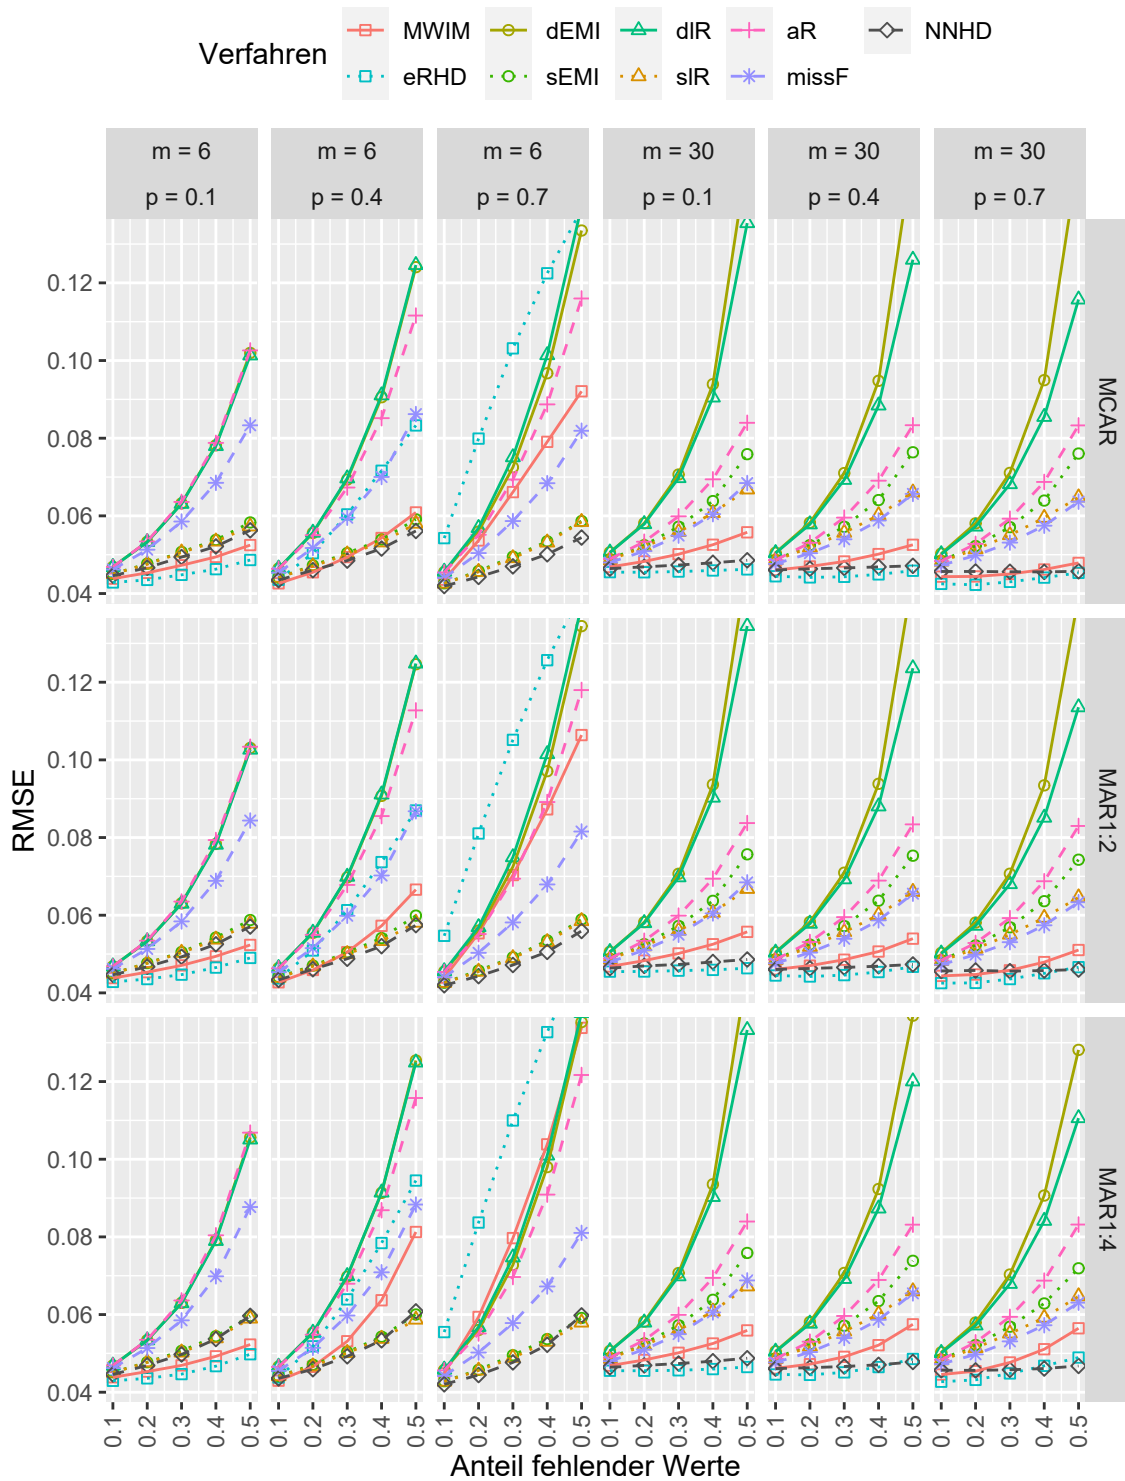 Verfahren
MWIM dEMI dIR aR NNHD
eRHD sEMI sIR missF
m = 6 m = 6 m = 6 m = 30 m = 30 m = 30
p = 0.1 p = 0.4 p = 0.7 p = 0.1 p = 0.4 p = 0.7
0.12
0.10
0.08
0.06
0.04
MCAR
0.12
0.10
0.08
0.06
0.04
MAR1:2
RMSE
0.12
0.10
0.08
0.06
0.04
MAR1:4
0.1 0.2 0.3 0.4 0.5 0.1 0.2 0.3 0.4 0.5 0.1 0.2 0.3 0.4 0.5 0.1 0.2 0.3 0.4 0.5 0.1 0.2 0.3 0.4 0.5 0.1 0.2 0.3 0.4 0.5
Anteil fehlender Werte